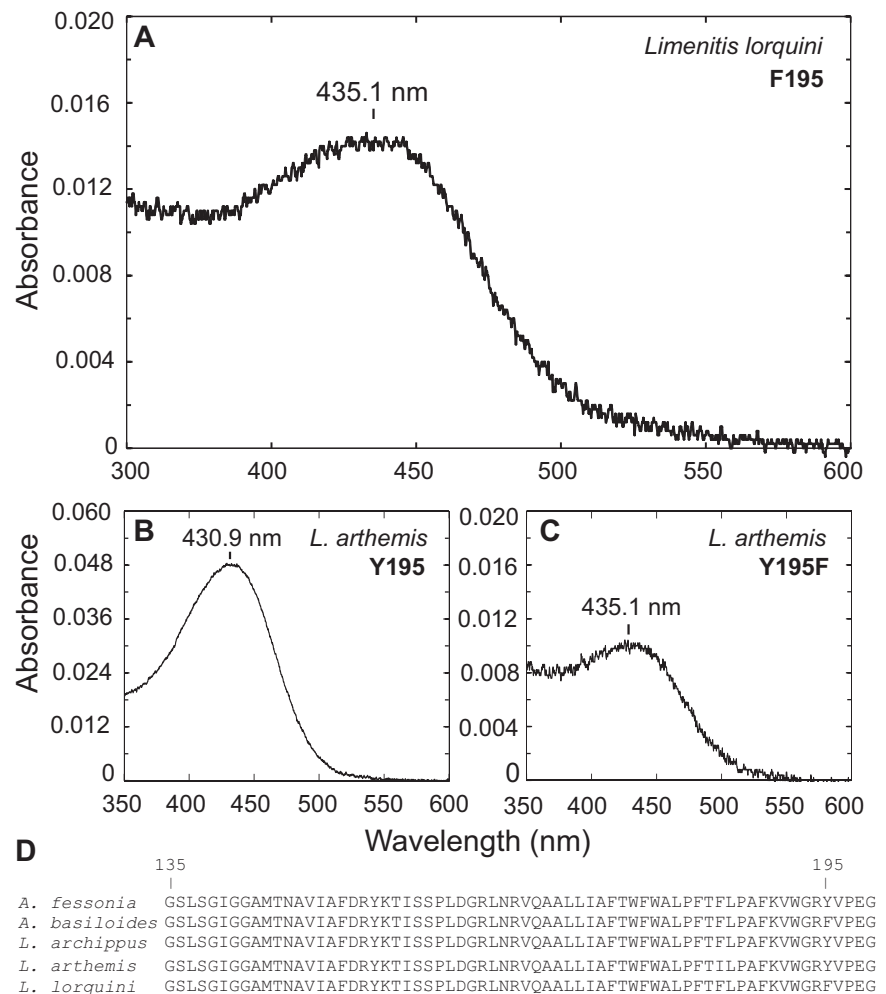 0.020
A
Limenitis lorquini
F195
435.1 nm
0.016
0.012
0.008
0.004
0
Absorbance
300 400 450 500 550 600
0.060
B
430.9 nm
L. arthemis
Y195
0.048
0.036
0.024
0.012
0
Absorbance
350 400 450 500 550 600
0.020
C
L. arthemis
Y195F
0.016
435.1 nm
0.012
0.008
0.004
0
350 400 450 500 550 600
Wavelength (nm)
D
135 195
A. fessonia GSLSGIGGAMTNAVIAFDRYKTISSPLDGRLNRVQAALLIAFTWFWALPFTFLPAFKVWGRYVPEG
A. basiloides GSLSGIGGAMTNAVIAFDRYKTISSPLDGRLNRVQAALLIAFTWFWALPFTFLPAFKVWGRFVPEG
L. archippus GSLSGIGGAMTNAVIAFDRYKTISSPLDGRLNRVQAALLIAFTWFWALPFTFLPAFKVWGRFVPEG
L. arthemis GSLSGIGGAMTNAVIAFDRYKTISSPLDGRLNRVQAALLIAFTWFWALPFTILPAFKVWGRYVPEG
L. lorquini GSLSGIGGAMTNAVIAFDRYKTISSPLDGRLNRVQAALLIAFTWFWALPFTFLPAFKVWGRFVPEG